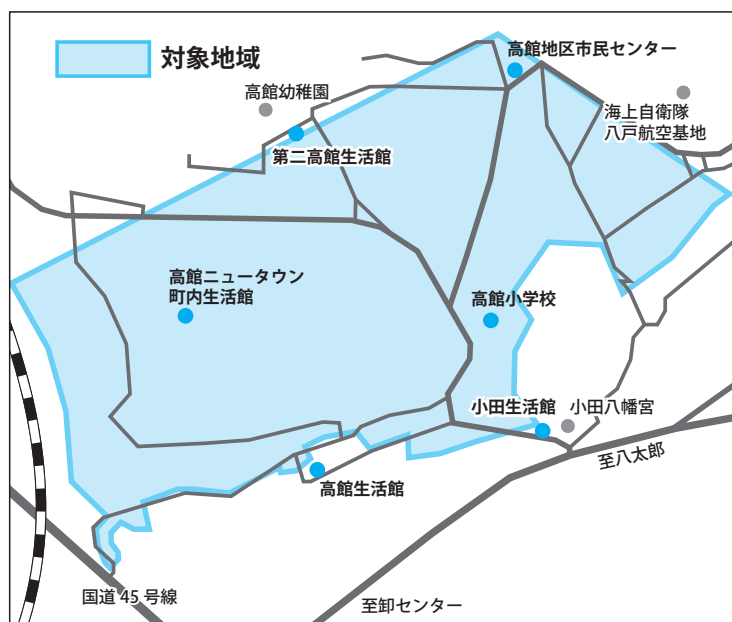 対象地域
高館地区市民センター
高館幼稚園
海上自衛隊
八戸航空基地
第二高館生活館
高館ニュータウン
町内生活館
高館小学校
小田生活館
小田八幡宮
至八太郎
高館生活館
国道 45 号線
至卸センター